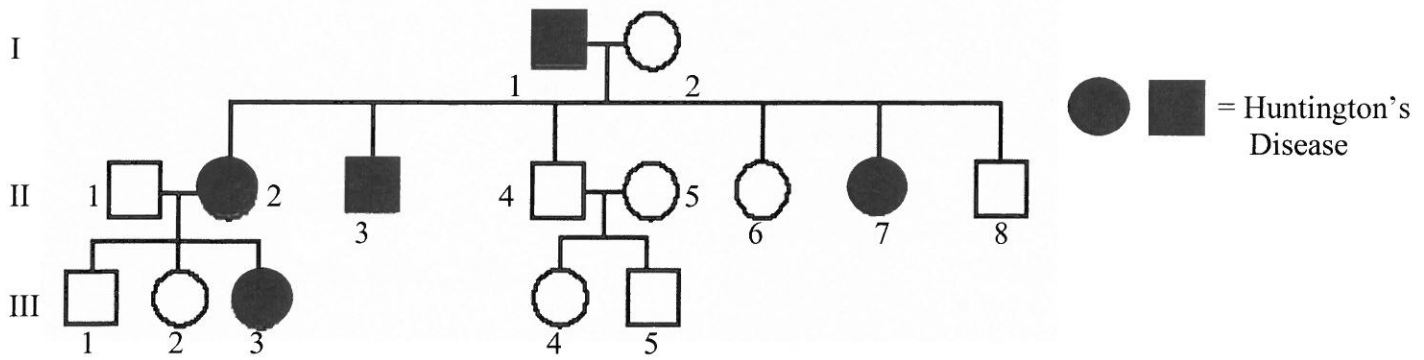 I
1 2
= Huntington's
Disease
II
1 2 3 4 5 6 7 8
III
1 2 3 4 5